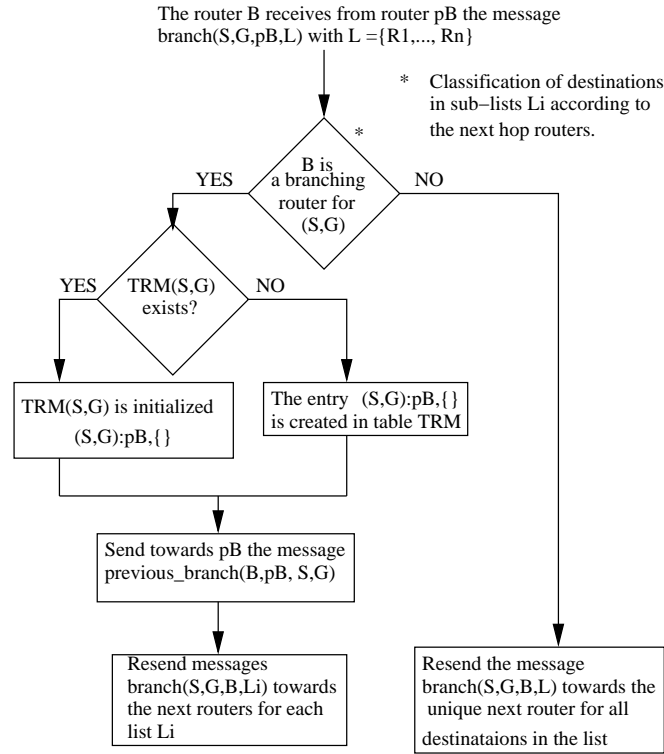 The router B receives from router pB the message
branch(S,G,pB,L) with L ={R1,..., Rn}
* Classification of destinations
in sub−lists Li according to
the next hop routers.
*
B is
a branching
router for
(S,G)
YES
NO
TRM(S,G)
exists?
YES
NO
TRM(S,G) is initialized
(S,G):pB,{}
The entry (S,G):pB,{}
is created in table TRM
Send towards pB the message
previous_branch(B,pB, S,G)
Resend messages
branch(S,G,B,Li) towards
the next routers for each
list Li
Resend the message
branch(S,G,B,L) towards the
unique next router for all
destinataions in the list